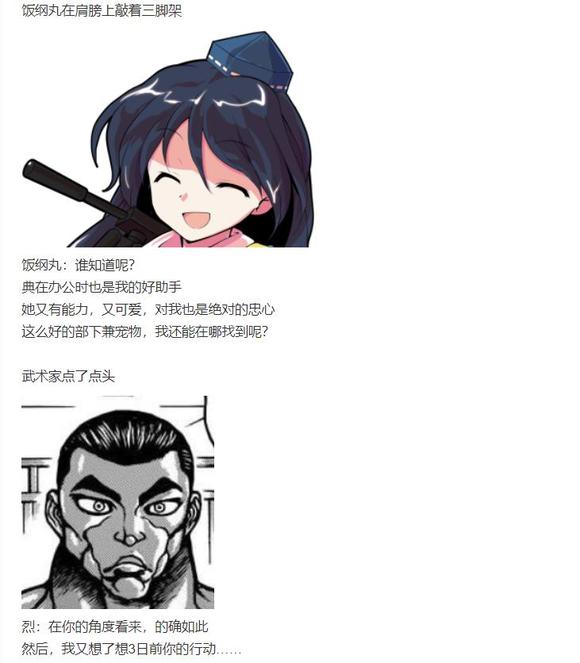 饭纲丸在肩膀上敲着三脚架
饭纲丸：谁知道呢？
典在办公时也是我的好助手
她又有能力，又可爱，对我也是绝对的忠心
这么好的部下兼宠物，我还能在哪找到呢？
武术家点了点头
烈：在你的角度看来，的确如此
然后，我又想了想3日前你的行动……